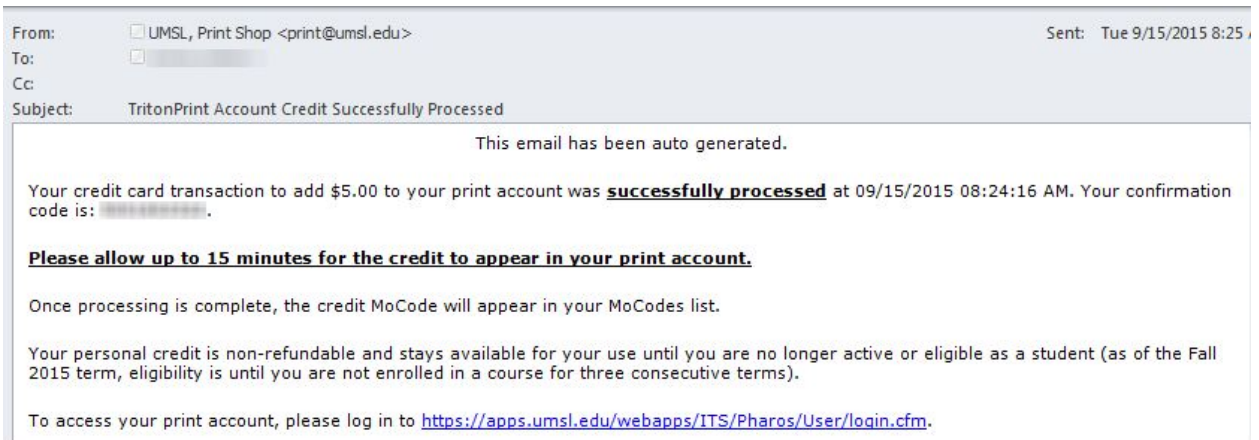 From: UMSL, Print Shop <print@umsl.edu> Sent: Tue 9/15/2015 8:25
To:
Cc:
Subject: TritonPrint Account Credit Successfully Processed
This email has been auto generated.
Your credit card transaction to add $5.00 to your print account was successfully processed at 09/15/2015 08:24:16 AM. Your confirmation
code is: .
Please allow up to 15 minutes for the credit to appear in your print account.
Once processing is complete, the credit MoCode will appear in your MoCodes list.
Your personal credit is non-refundable and stays available for your use until you are no longer active or eligible as a student (as of the Fall
2015 term, eligibility is until you are not enrolled in a course for three consecutive terms).
To access your print account, please log in to https://apps.umsl.edu/webapps/ITS/Pharos/User/login.cfm.